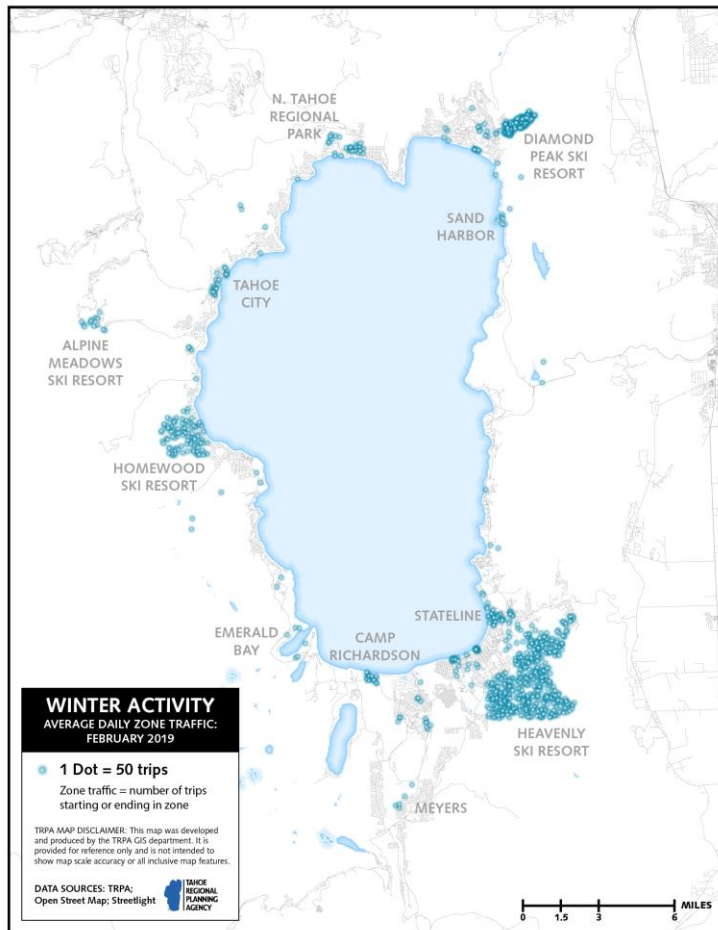 N. TAHOE
REGIONAL
PARK
DIAMOND
PEAK SKI
RESORT
SAND
HARBOR
TAHOE
CITY
ALPINE
MEADOWS
SKI RESORT
HOMEWOOD
SKI RESORT
STATELINE
EMERALD
BAY
CAMP
RICHARDSON
HEAVENLY
SKI RESORT
MEYERS
WINTER ACTIVITY
AVERAGE DAILY ZONE TRAFFIC:
FEBRUARY 2019
1 Dot = 50 trips
Zone traffic = number of trips
starting or ending in zone
TRPA MAP DISCLAIMER: This map was developed
and produced by the TRPA GIS department. It is
provided for reference only and is not intended to
show map scale accuracy or all inclusive map features.
DATA SOURCES: TRPA;
Open Street Map; Streetlight
TAHOE
REGIONAL
PLANNING
AGENCY
MILES
0 1.5 3 6